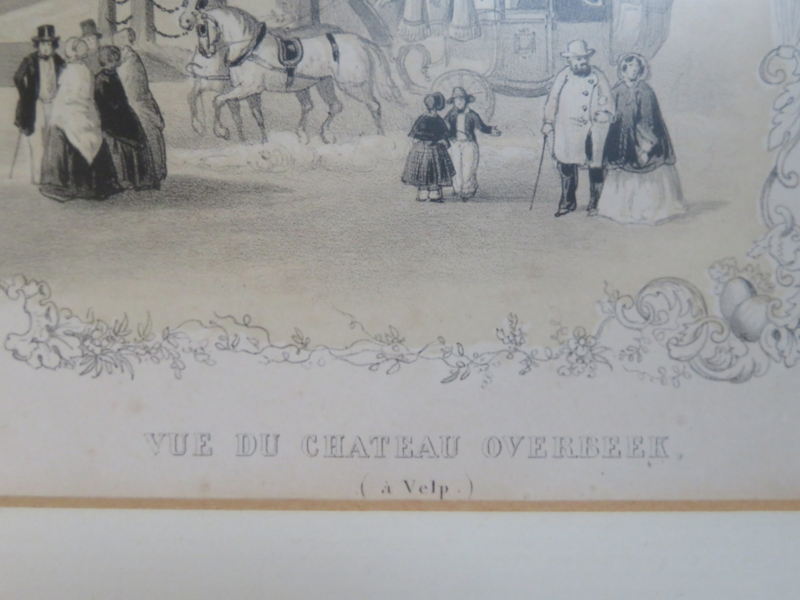 VUE DU CHATEAU OVERBEEK.
( à Velp. )